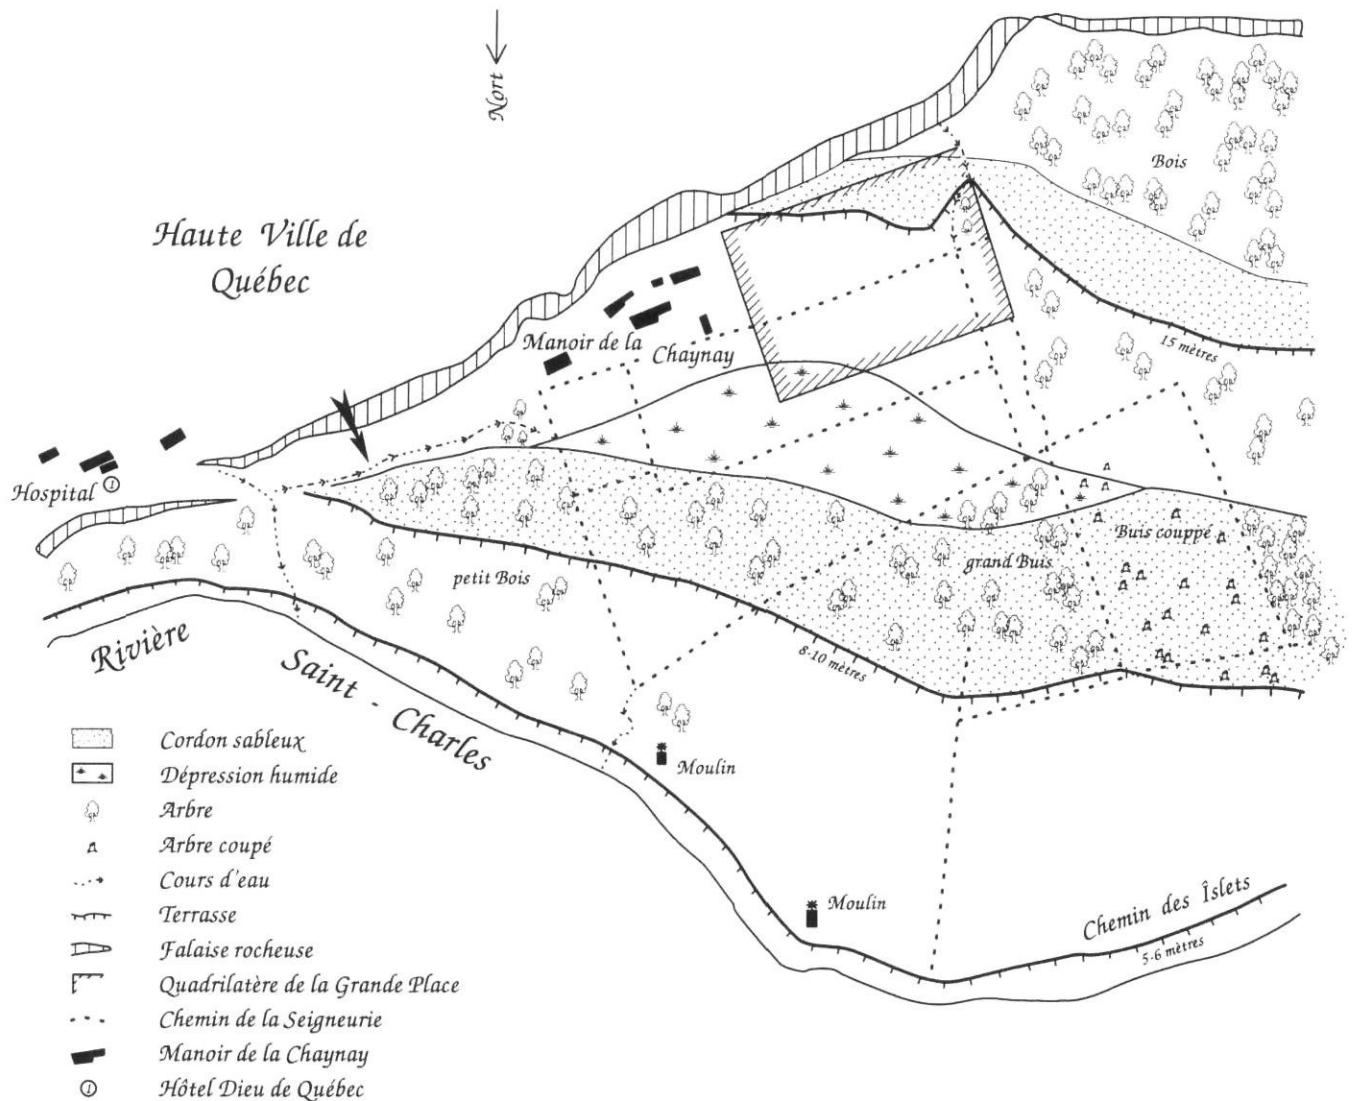 Nort
Haute Ville de
Québec
Bois
15 mètres
Manoir de la
Chaynay
Hospital 1
Buis couppé
grand Buis
petit Bois
8-10 mètres
Rivière
Saint - Charles
Moulin
Moulin
Chemin des Îslets
5-6 mètres
Cordon sableux
Dépression humide
Arbre
Arbre coupé
Cours d'eau
Terrasse
Falaise rocheuse
Quadrilatère de la Grande Place
Chemin de la Seigneurie
Manoir de la Chaynay
1 Hôtel Dieu de Québec